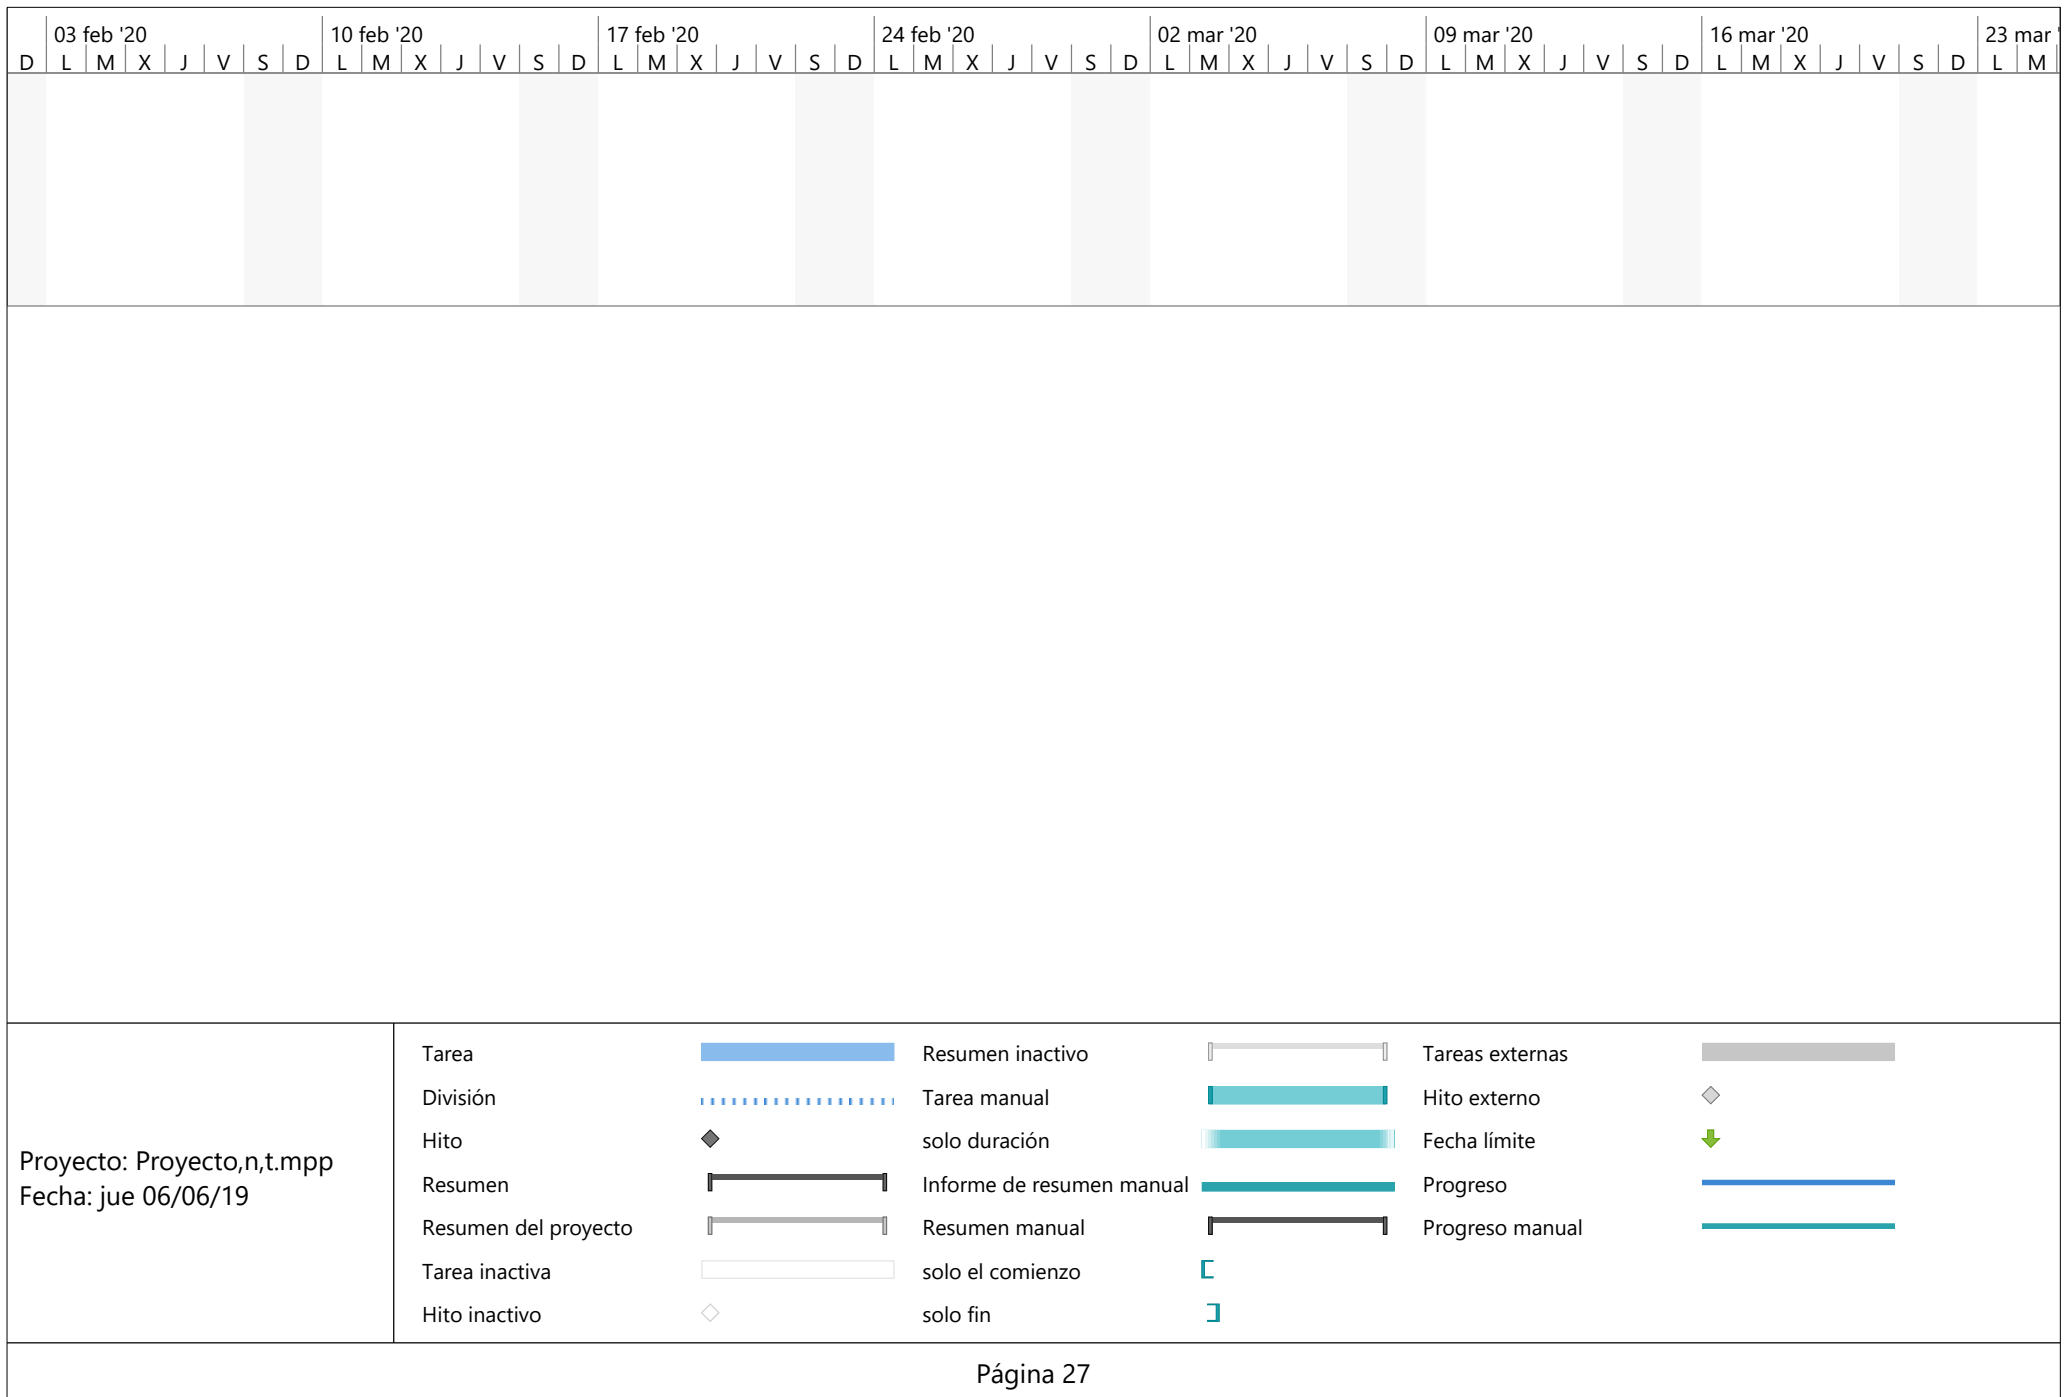 03 feb '20 10 feb '20 17 feb '20 24 feb '20 02 mar '20 09 mar '20 16 mar '20 23 mar '
D L M X J V S D L M X J V S D L M X J V S D L M X J V S D L M X J V S D L M X J V S D L M X J V S D L M
Tarea Resumen inactivo Tareas externas
División Tarea manual Hito externo
Hito solo duración Fecha límite
Resumen Informe de resumen manual Progreso
Resumen del proyecto Resumen manual Progreso manual
Tarea inactiva solo el comienzo
Hito inactivo solo fin
Proyecto: Proyecto,n,t.mpp
Fecha: jue 06/06/19
Página 27